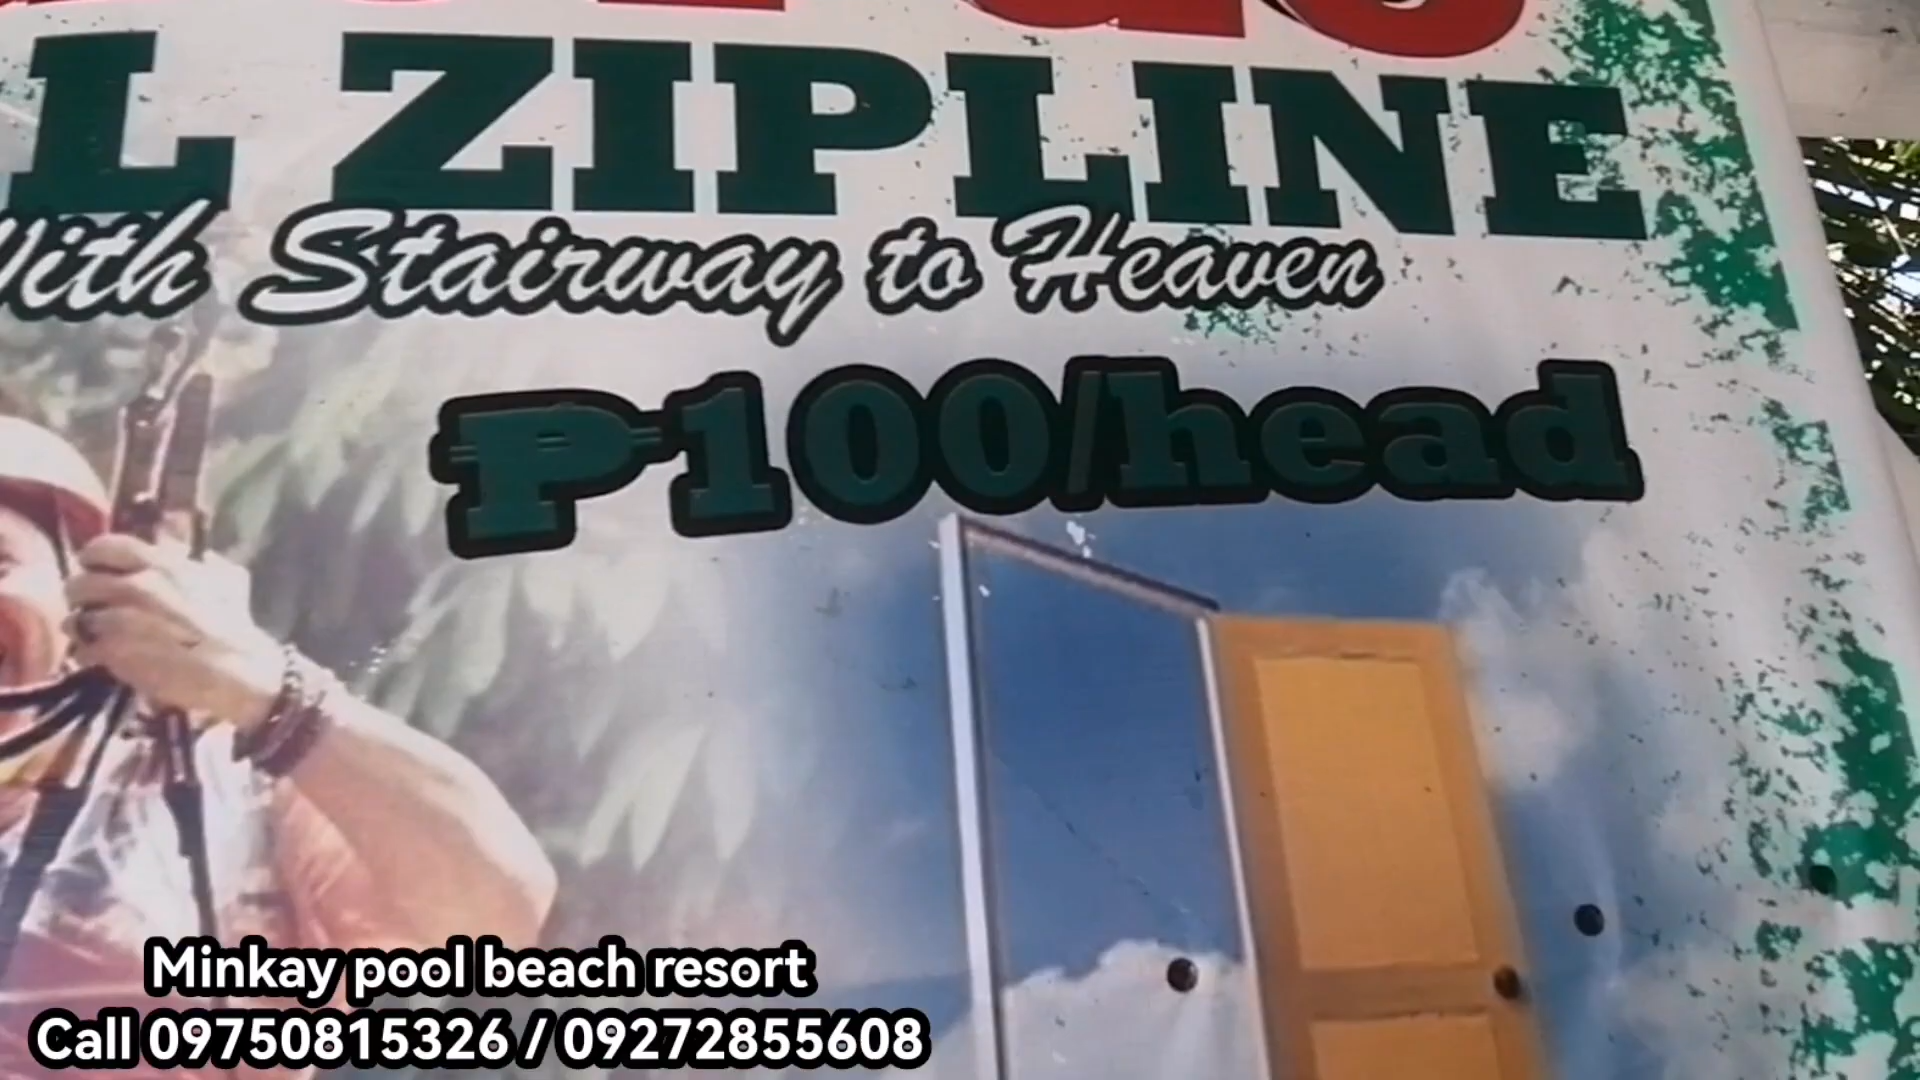 L ZIPLINE
With Stairway to Heaven
₱100/head
Minkay pool beach resort
Call 09750815326 / 09272855608